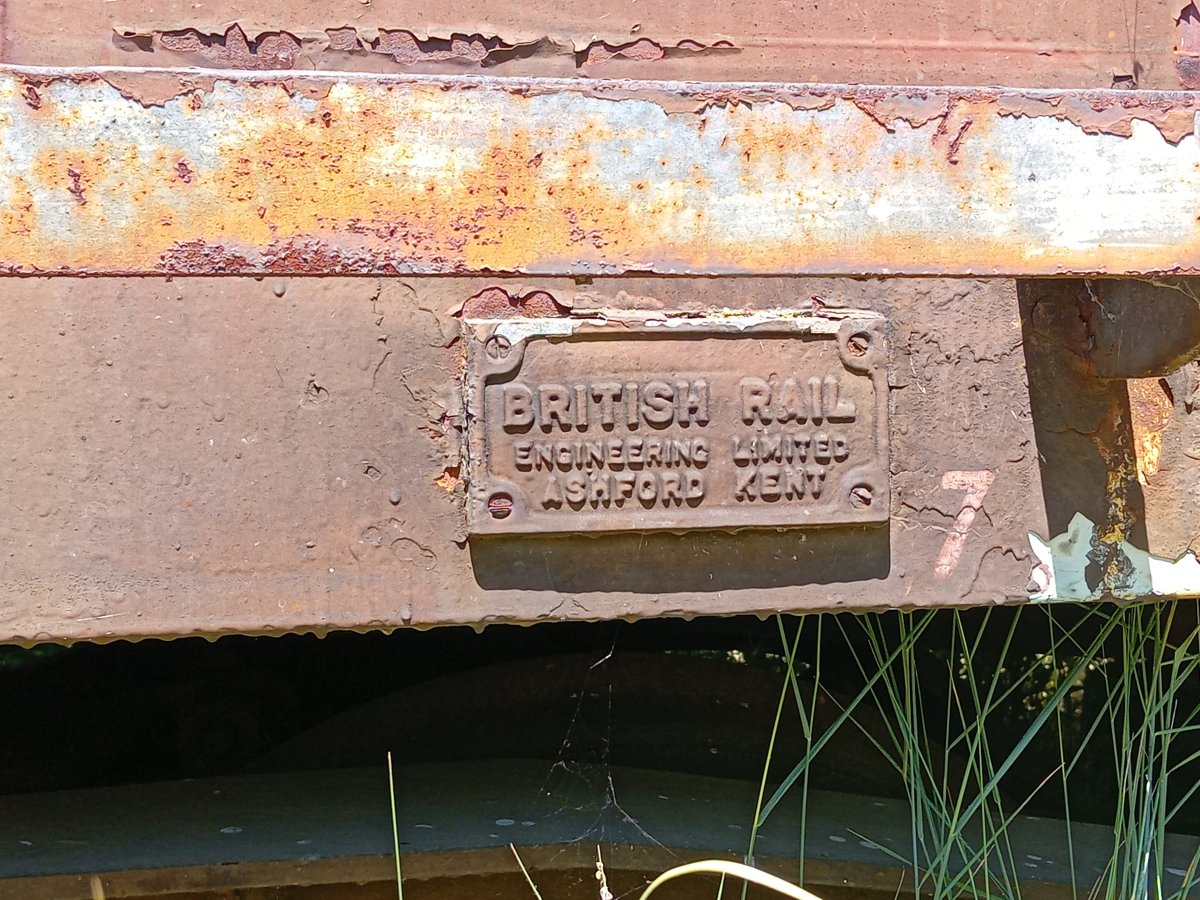 BRITISH RAIL
ENGINEERING LIMITED
ASHFORD KENT
7